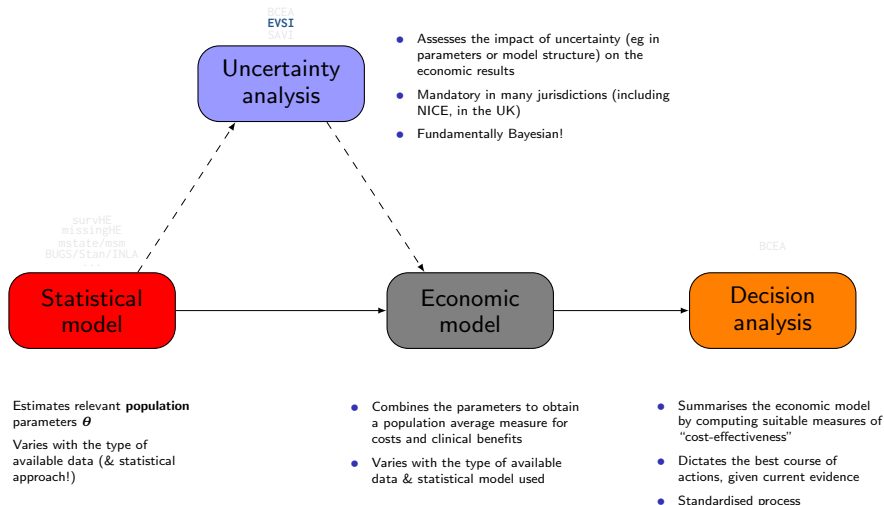 BCEA
EVSI
SAVI
Uncertainty
analysis
• Assesses the impact of uncertainty (eg in
parameters or model structure) on the
economic results
• Mandatory in many jurisdictions (including
NICE, in the UK)
• Fundamentally Bayesian!
survHE
missingHE
mstate/msm
BUGS/Stan/INLA
...
BCEA
Statistical
model
Economic
model
Decision
analysis
Estimates relevant population
parameters θ
Varies with the type of
available data (& statistical
approach!)
• Combines the parameters to obtain
a population average measure for
costs and clinical benefits
• Varies with the type of available
data & statistical model used
• Summarises the economic model
by computing suitable measures of
“cost-effectiveness”
• Dictates the best course of
actions, given current evidence
• Standardised process